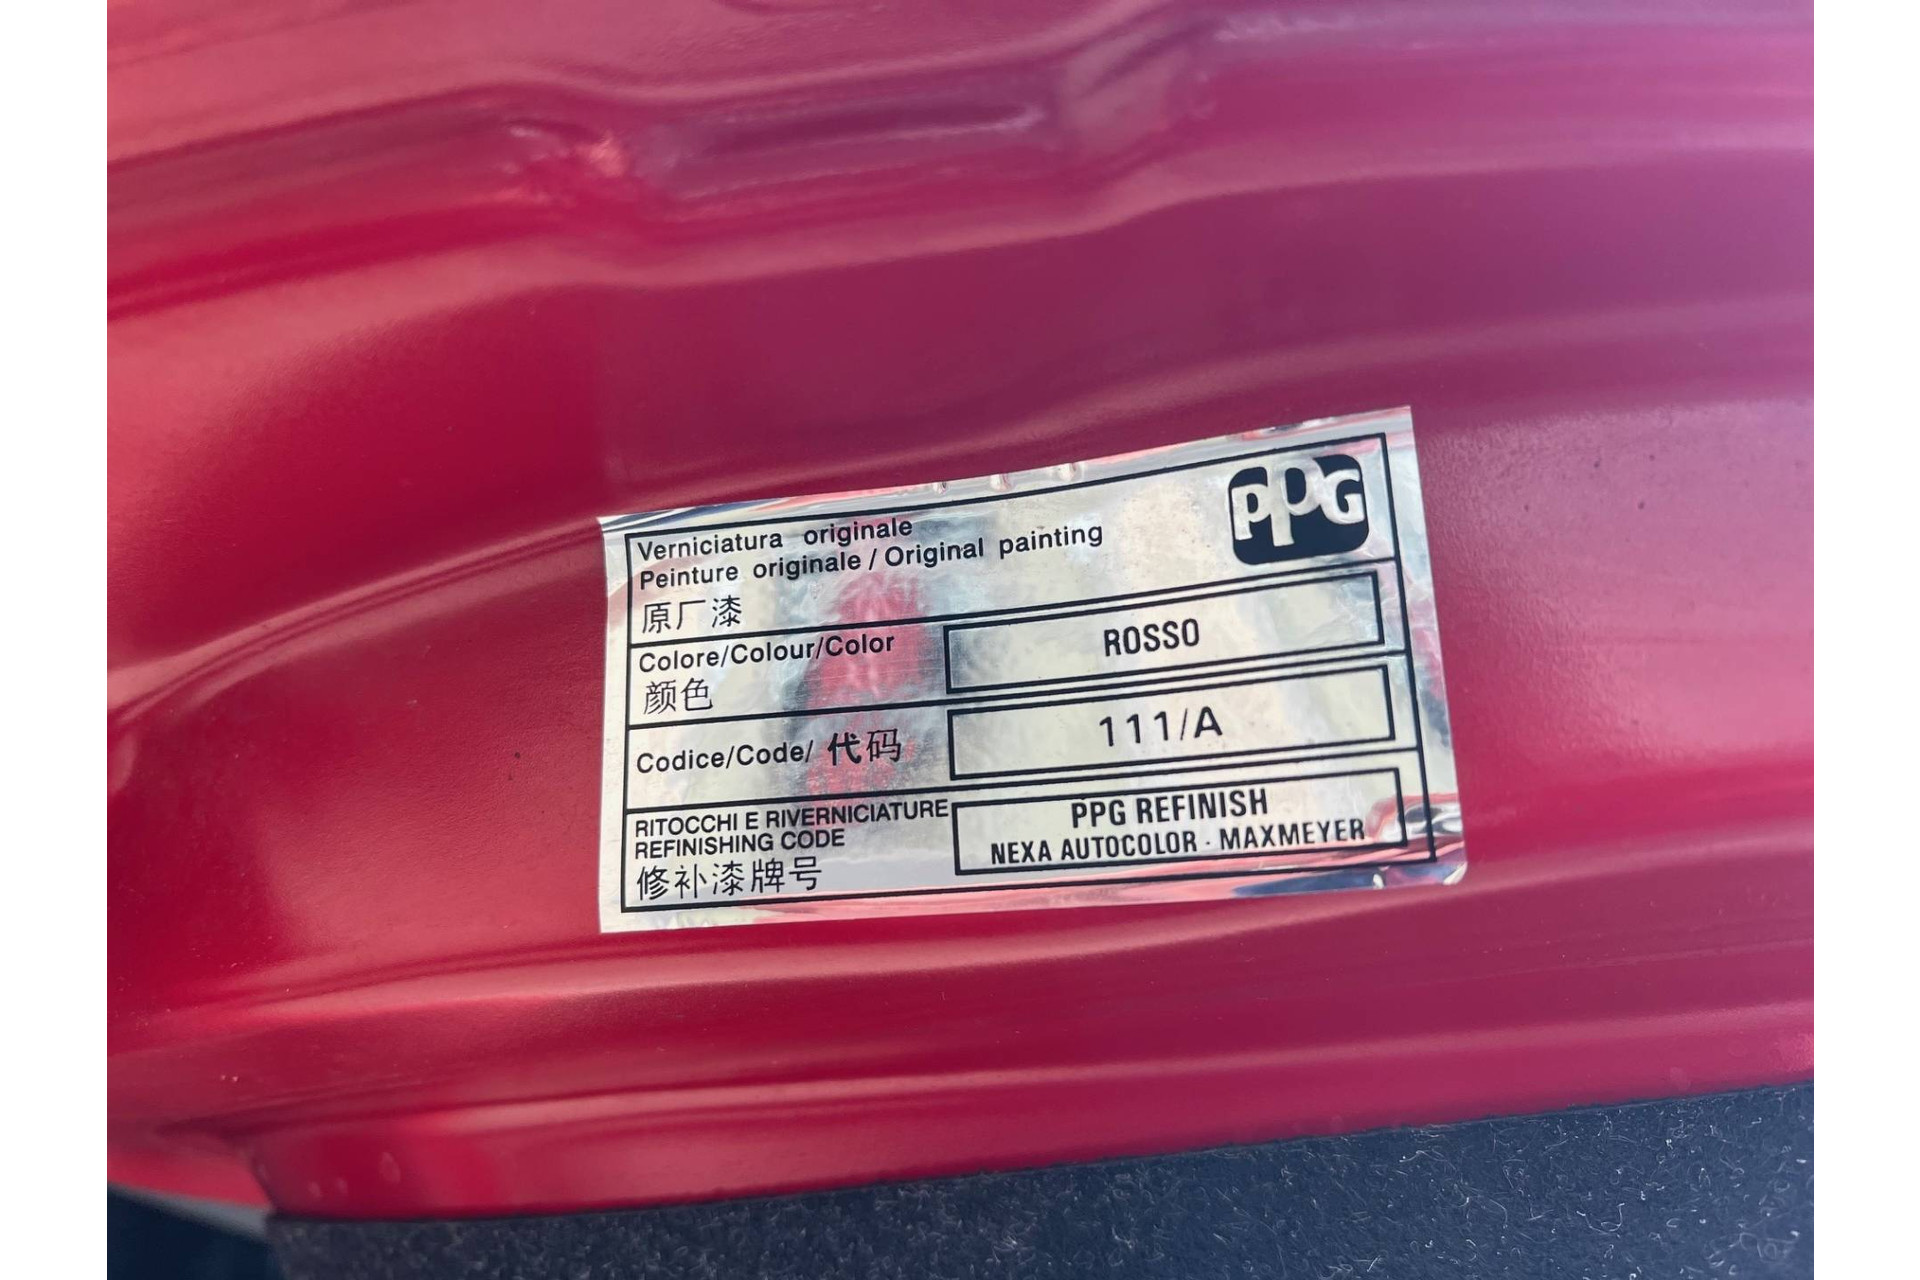 PPG
Verniciatura originale
Peinture originale / Original painting
原厂漆
Colore/Colour/Color
颜色
ROSSO
Codice/Code/ 代码
111/A
RITOCCHI E RIVERNICIATURE
REFINISHING CODE
修补漆牌号
PPG REFINISH
NEXA AUTOCOLOR · MAXMEYER